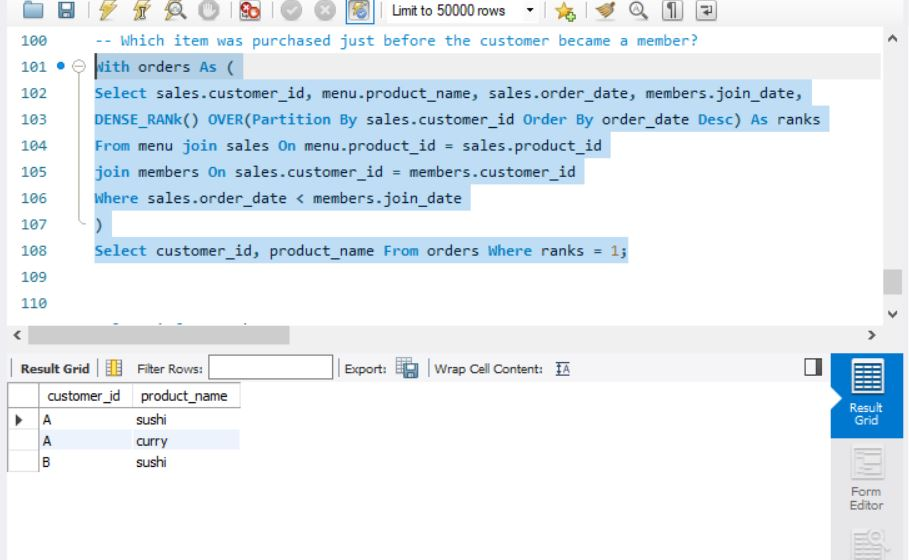 Limit to 50000 rows
100 -- Which item was purchased just before the customer became a member?
101 With orders As (
102 Select sales.customer_id, menu.product_name, sales.order_date, members.join_date,
103 DENSE_RANk() OVER(Partition By sales.customer_id Order By order_date Desc) As ranks
104 From menu join sales On menu.product_id = sales.product_id
105 join members On sales.customer_id = members.customer_id
106 Where sales.order_date < members.join_date
107 )
108 Select customer_id, product_name From orders Where ranks = 1;
109
110
Result Grid Filter Rows: Export: Wrap Cell Content:
customer_id product_name
A sushi
A curry
B sushi
Result
Grid
Form
Editor